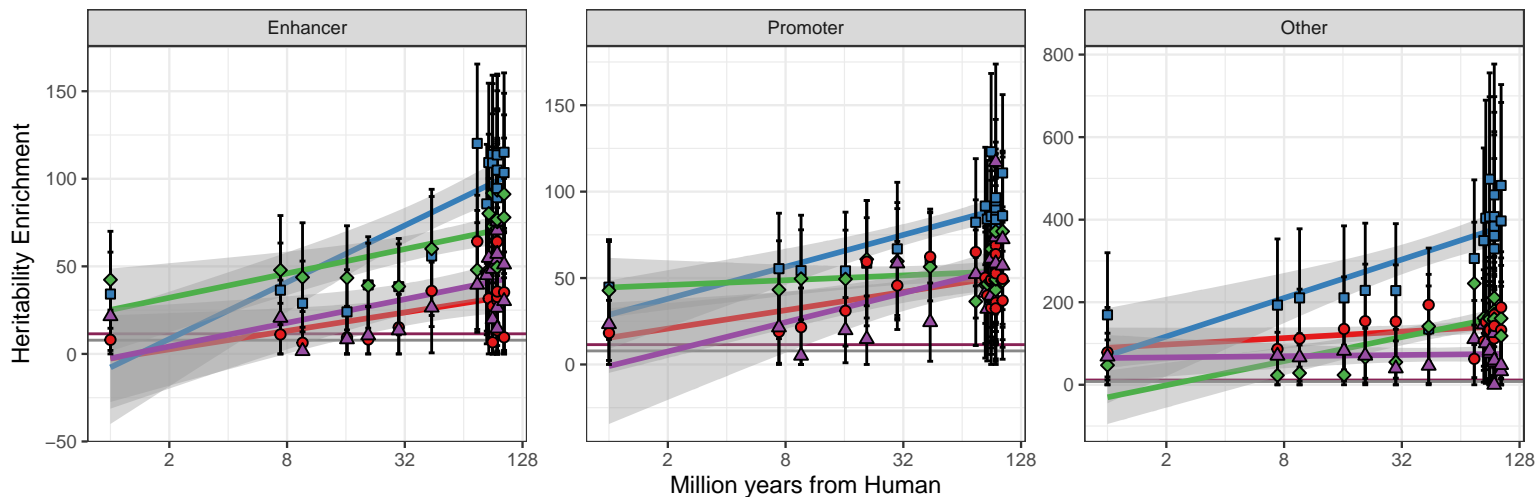 Enhancer
Promoter
Other
Heritability Enrichment
150
100
50
0
−50
150
100
50
0
800
600
400
200
0
2 8 32 128
2 8 32 128
2 8 32 128
Million years from Human